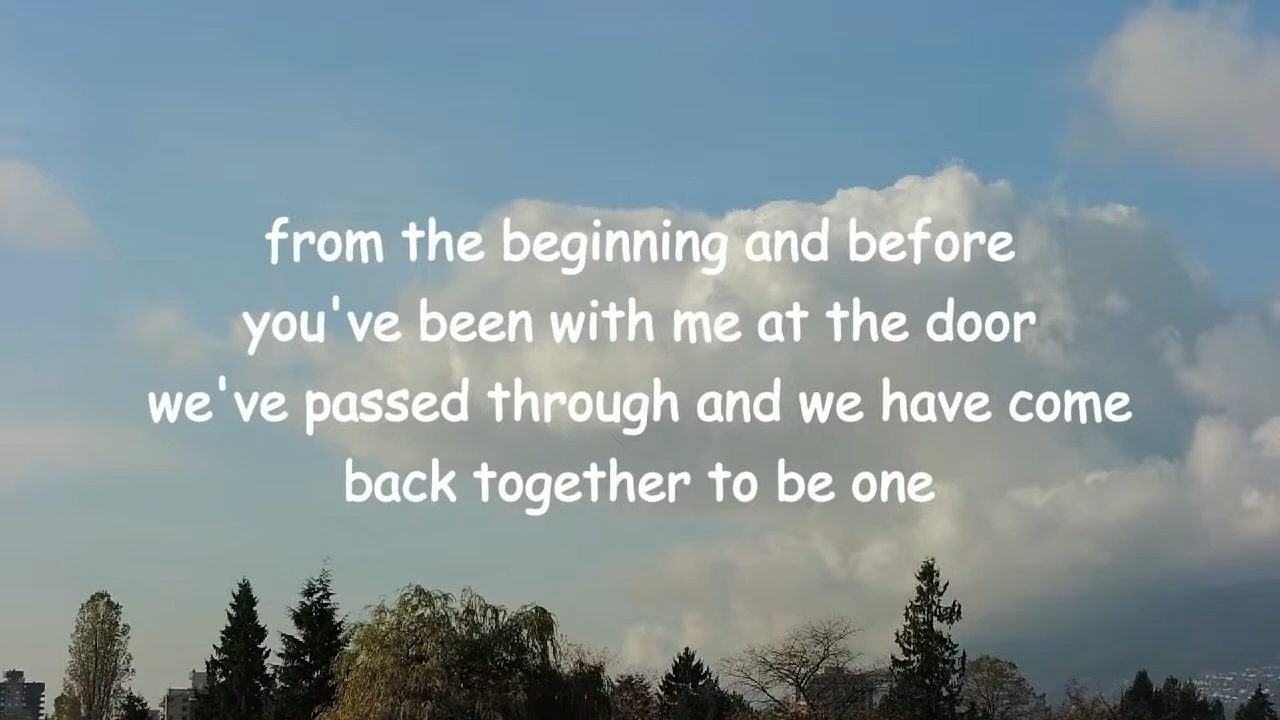 from the beginning and before
you've been with me at the door
we've passed through and we have come
back together to be one